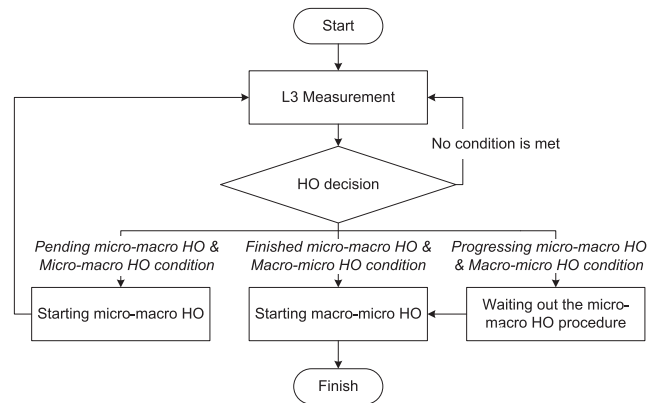 Start
L3 Measurement
No condition is met
HO decision
Pending micro-macro HO &
Micro-macro HO condition
Finished micro-macro HO &
Macro-micro HO condition
Progressing micro-macro HO
& Macro-micro HO condition
Starting micro-macro HO
Starting macro-micro HO
Waiting out the micro-
macro HO procedure
Finish